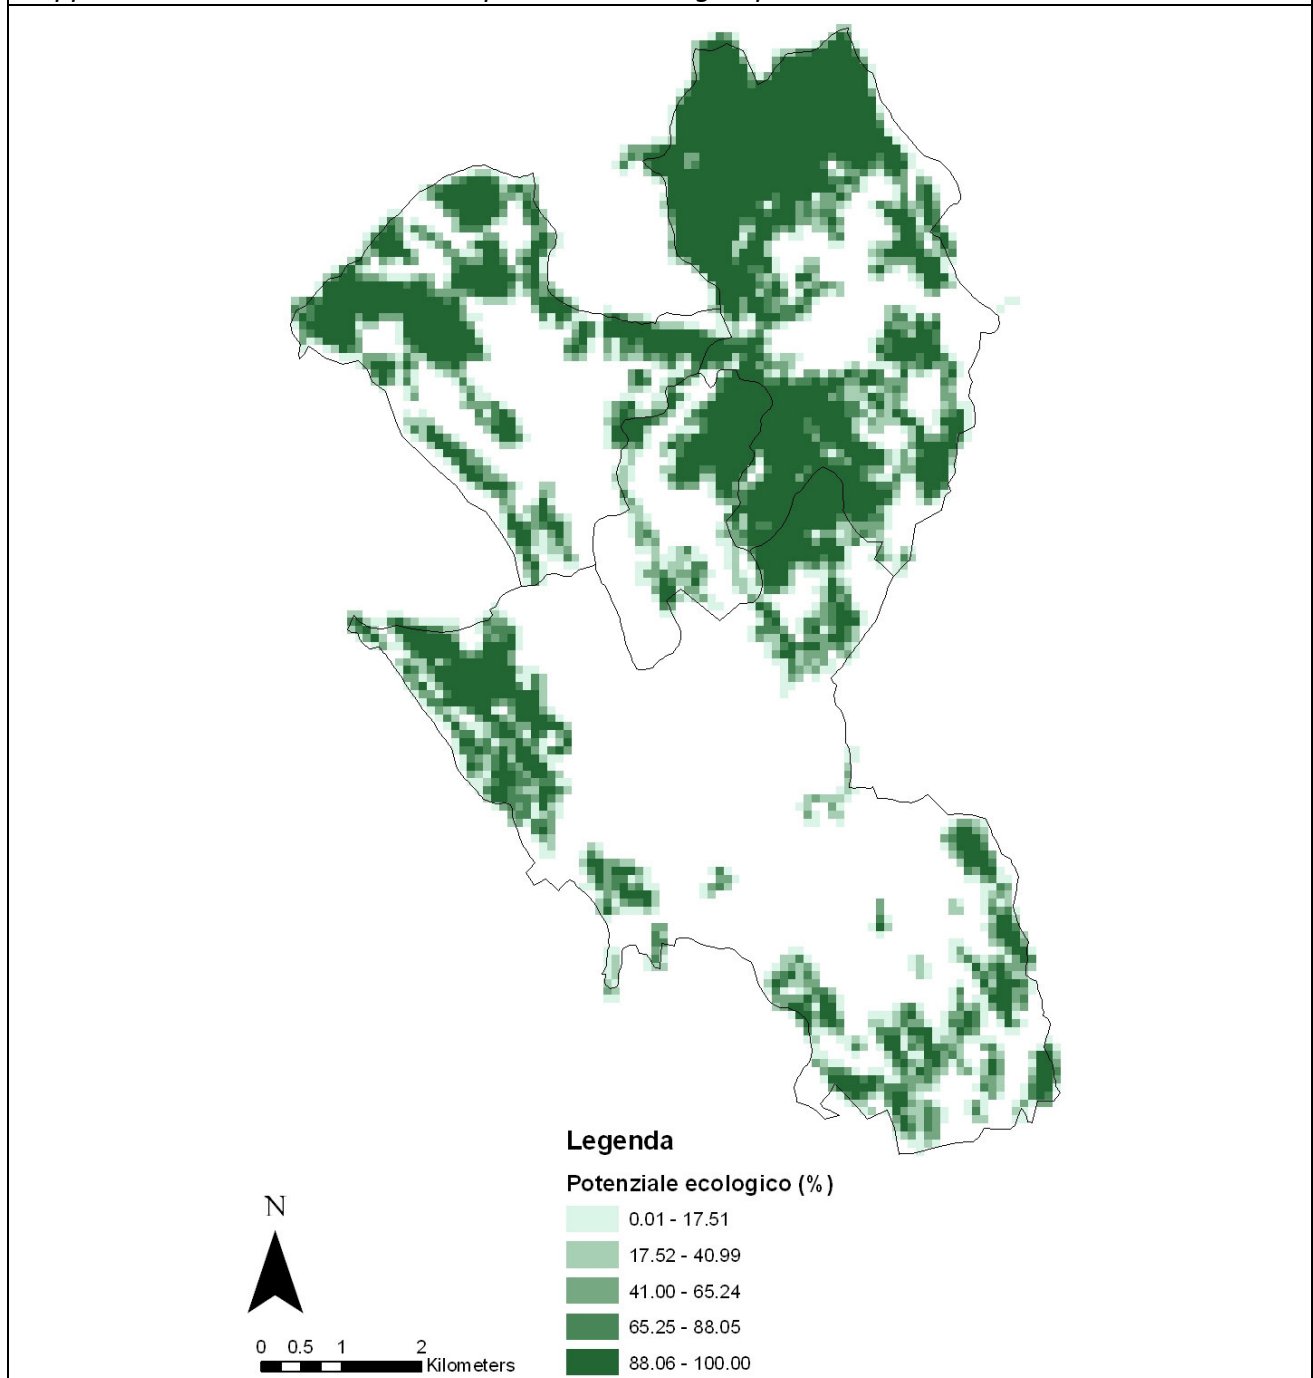 Legenda
Potenziale ecologico (%)
N
0.01 - 17.51
17.52 - 40.99
41.00 - 65.24
65.25 - 88.05
88.06 - 100.00
0 0.5 1 2
Kilometers